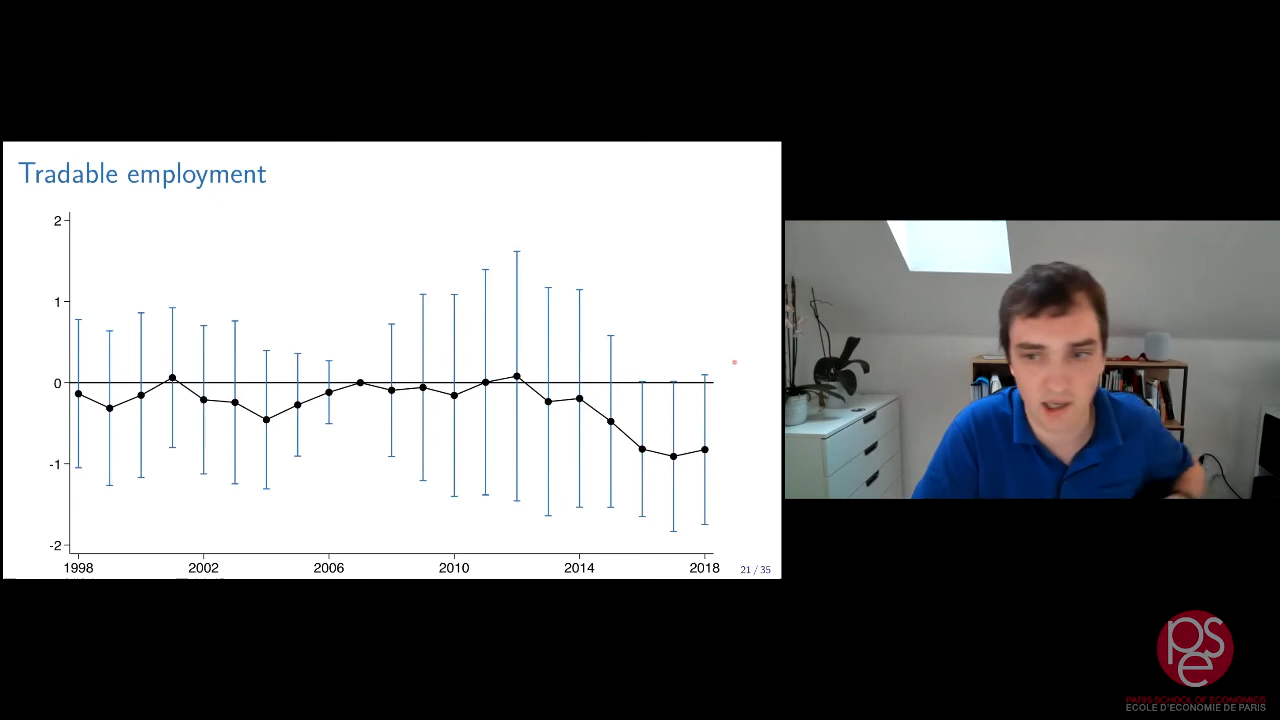 Tradable employment
2
1
0
-1
-2
1998 2002 2006 2010 2014 2018
21 / 35
pse
PARIS SCHOOL OF ECONOMICS
ECOLE D'ECONOMIE DE PARIS